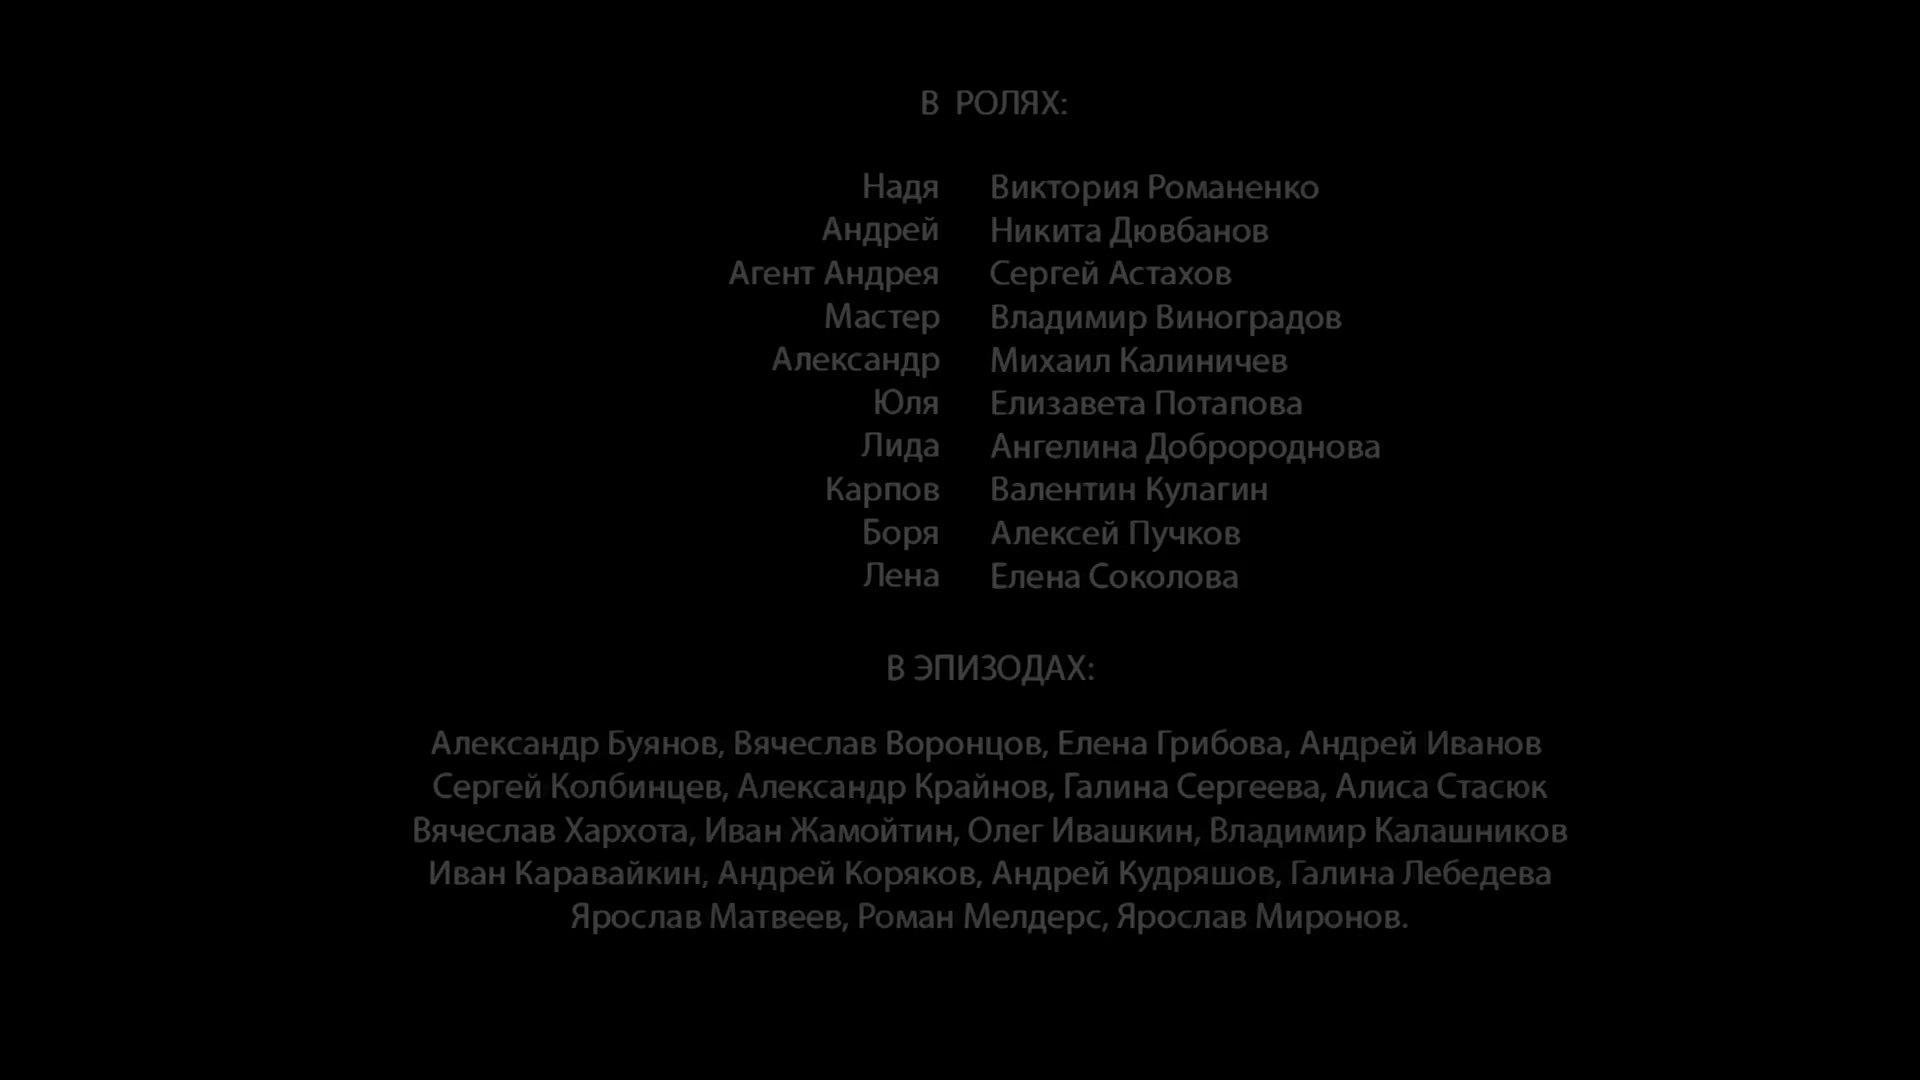 В РОЛЯХ:
Надя Виктория Романенко
Андрей Никита Дювбанов
Агент Андрея Сергей Астахов
Мастер Владимир Виноградов
Александр Михаил Калиничев
Юля Елизавета Потапова
Лида Ангелина Добророднова
Карпов Валентин Кулагин
Боря Алексей Пучков
Лена Елена Соколова
В ЭПИЗОДАХ:
Александр Буянов, Вячеслав Воронцов, Елена Грибова, Андрей Иванов
Сергей Колбинцев, Александр Крайнов, Галина Сергеева, Алиса Стасюк
Вячеслав Хархота, Иван Жамойтин, Олег Ивашкин, Владимир Калашников
Иван Каравайкин, Андрей Коряков, Андрей Кудряшов, Галина Лебедева
Ярослав Матвеев, Роман Мелдерс, Ярослав Миронов.